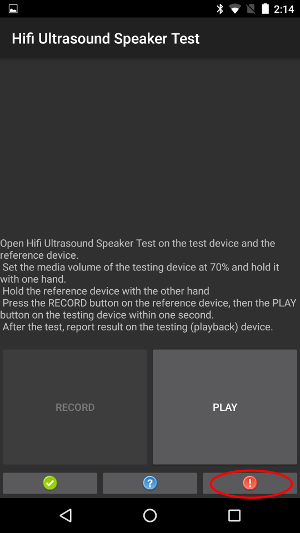 2:14
Hifi Ultrasound Speaker Test
Open Hifi Ultrasound Speaker Test on the test device and the
reference device.
Set the media volume of the testing device at 70% and hold it
with one hand.
Hold the reference device with the other hand
Press the RECORD button on the reference device, then the PLAY
button on the testing device within one second.
After the test, report result on the testing (playback) device.
RECORD
PLAY